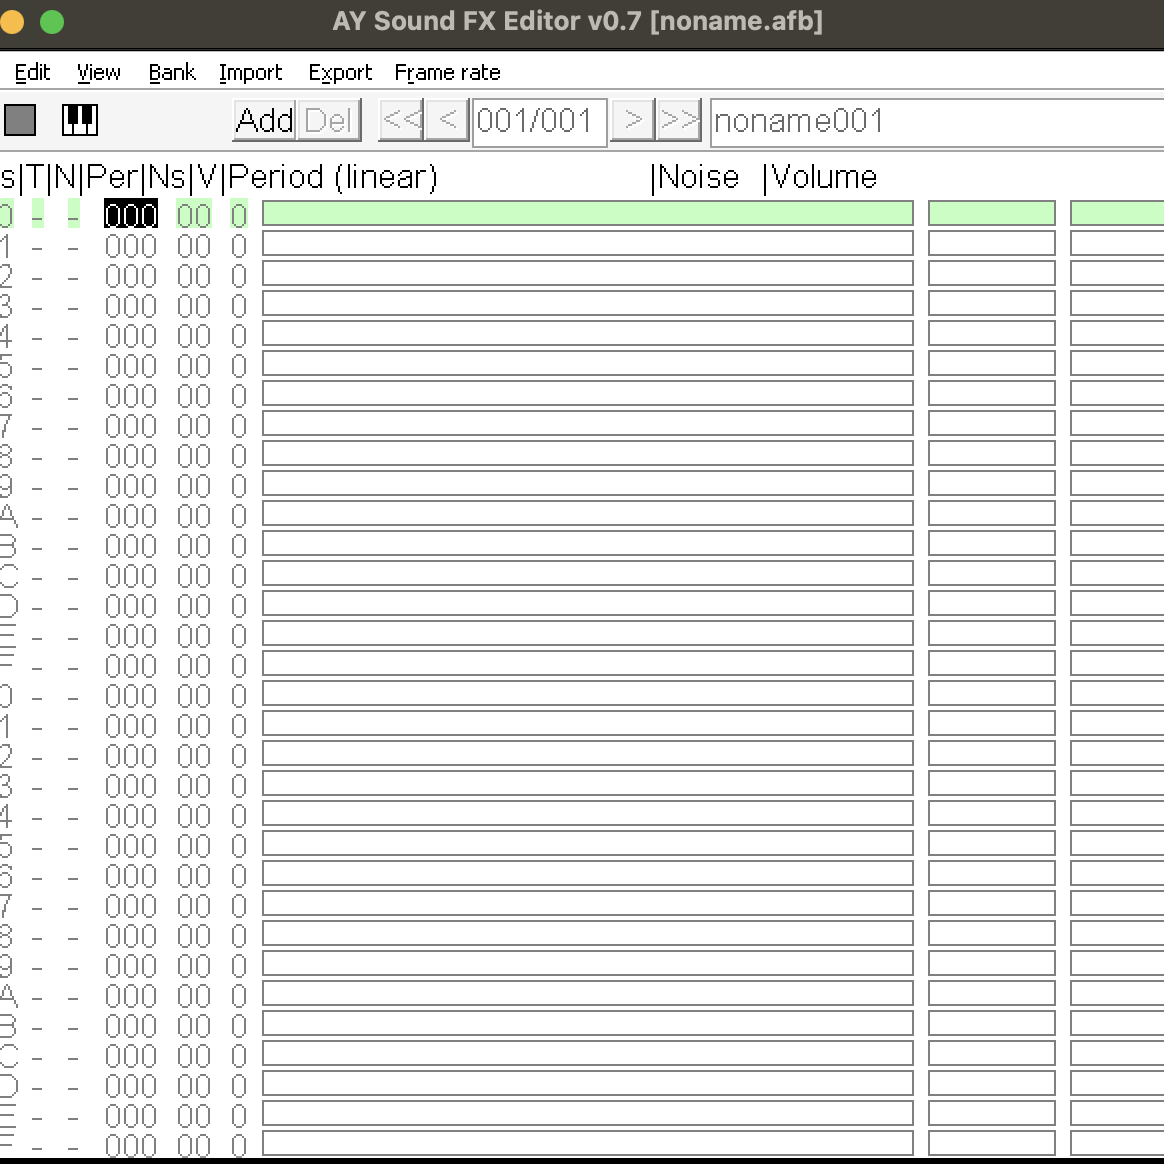 AY Sound FX Editor v0.7 [noname.afb]
Edit View Bank Import Export Frame rate
Add Del << < 001/001 > >> noname001
s|T|N|Per|Ns|V|Period (linear) |Noise |Volume
0 - - 000 00 0
1 - - 000 00 0
2 - - 000 00 0
3 - - 000 00 0
4 - - 000 00 0
5 - - 000 00 0
6 - - 000 00 0
7 - - 000 00 0
8 - - 000 00 0
9 - - 000 00 0
A - - 000 00 0
B - - 000 00 0
C - - 000 00 0
D - - 000 00 0
E - - 000 00 0
F - - 000 00 0
0 - - 000 00 0
1 - - 000 00 0
2 - - 000 00 0
3 - - 000 00 0
4 - - 000 00 0
5 - - 000 00 0
6 - - 000 00 0
7 - - 000 00 0
8 - - 000 00 0
9 - - 000 00 0
A - - 000 00 0
B - - 000 00 0
C - - 000 00 0
D - - 000 00 0
E - - 000 00 0
F - - 000 00 0